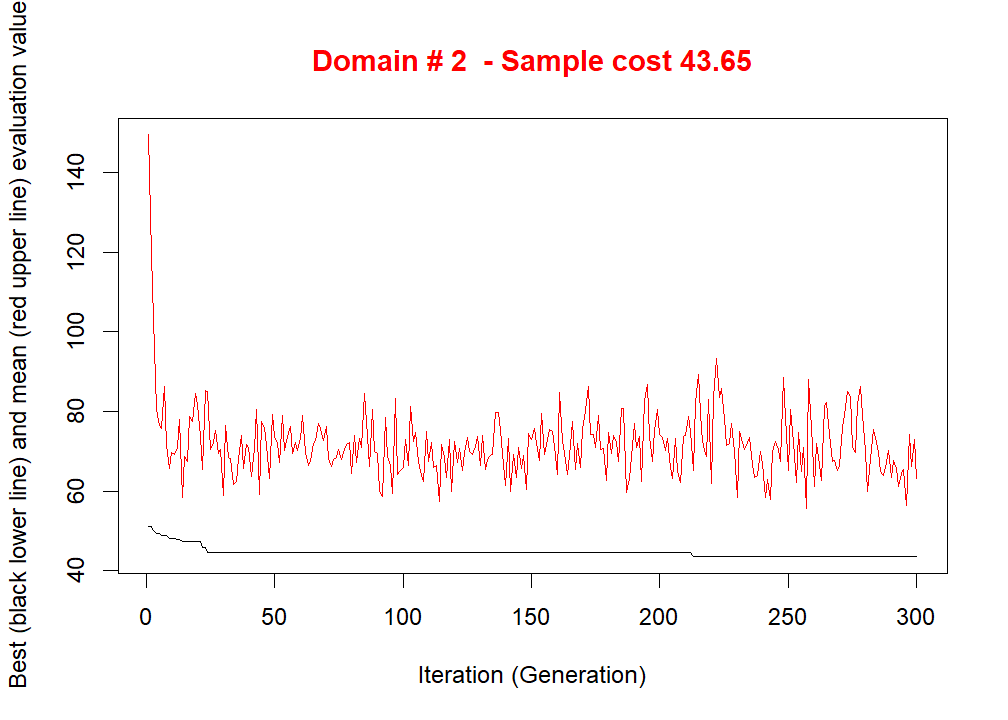 Domain # 2  - Sample cost 43.65
Best (black lower line) and mean (red upper line) evaluation value
140
120
100
80
60
40
0 50 100 150 200 250 300
Iteration (Generation)